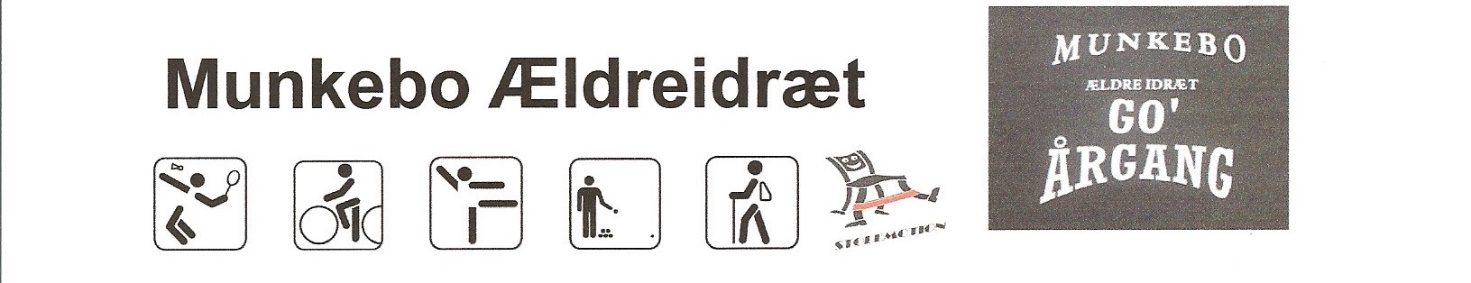 Munkebo Ældreidræt
STOLEMOTION
MUNKEBO
ÆLDRE IDRÆT
GO'
ÅRGANG